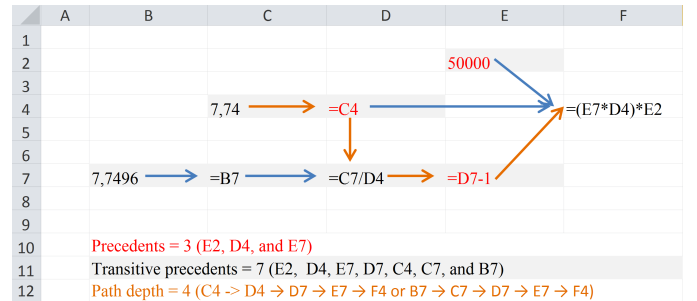 A B C D E F
1
2 50000
3
4 7,74 =C4 =(E7*D4)*E2
5
6
7 7,7496 =B7 =C7/D4 =D7-1
8
9
10 Precedents = 3 (E2, D4, and E7)
11 Transitive precedents = 7 (E2, D4, E7, D7, C4, C7, and B7)
12 Path depth = 4 (C4 -> D4 → D7 → E7 → F4 or B7 → C7 → D7 → E7 → F4)